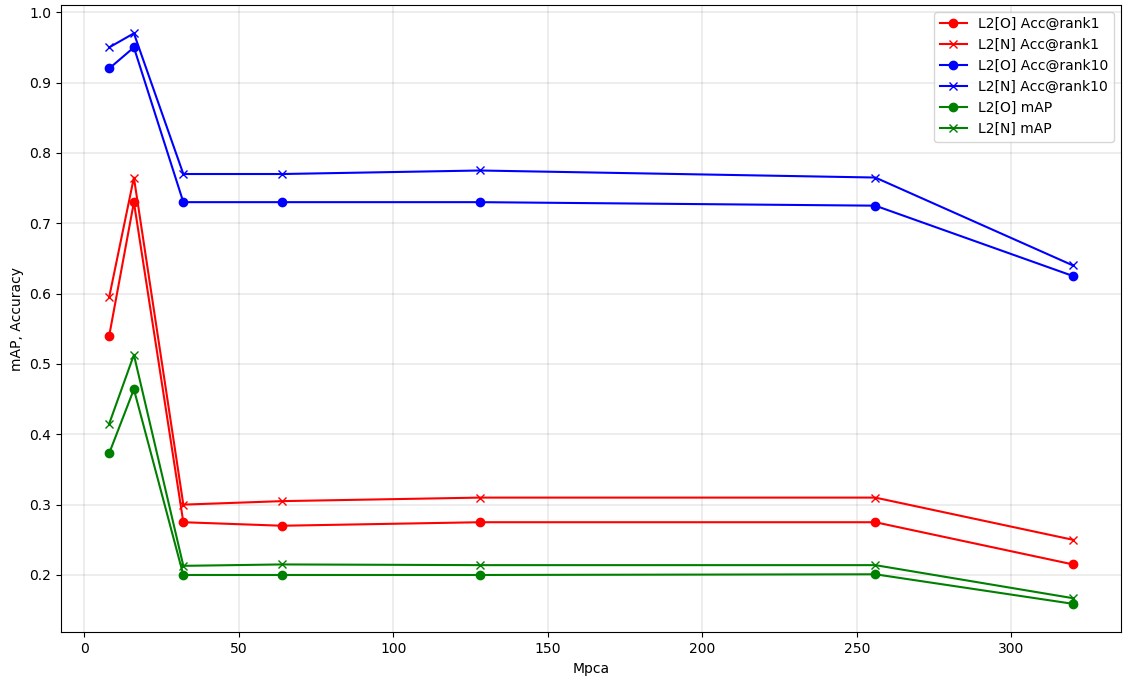 L2[O] Acc@rank1
L2[N] Acc@rank1
L2[O] Acc@rank10
L2[N] Acc@rank10
L2[O] mAP
L2[N] mAP
mAP, Accuracy
1.0
0.9
0.8
0.7
0.6
0.5
0.4
0.3
0.2
0 50 100 150 200 250 300
Mpca